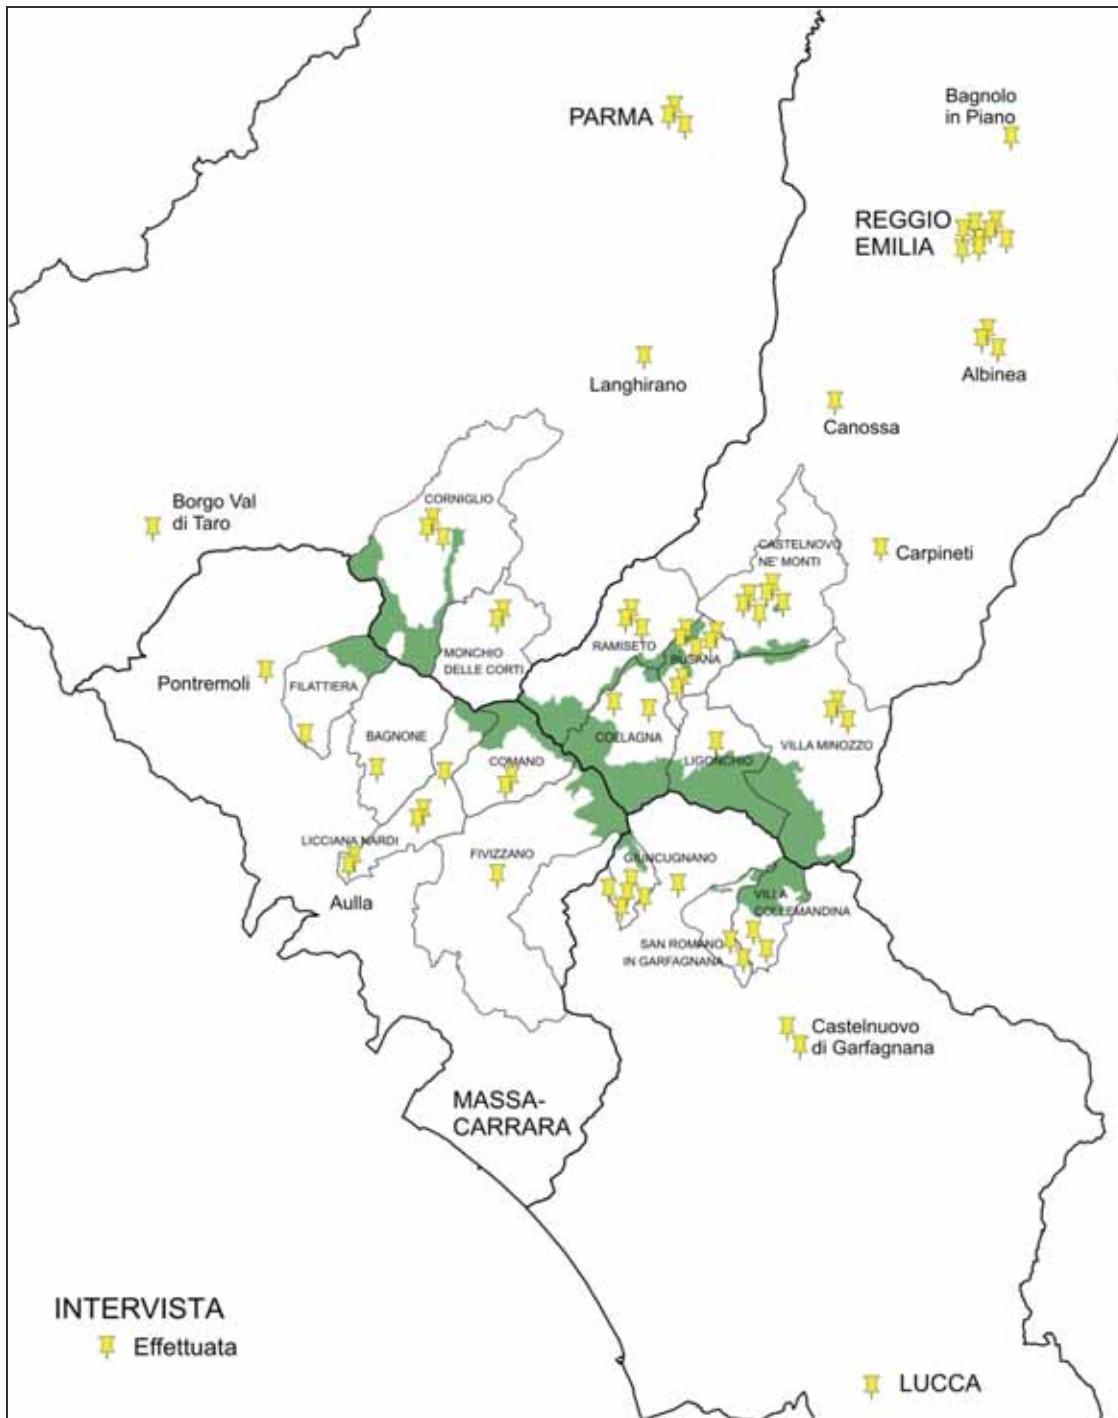 PARMA
Bagnolo
in Piano
REGGIO
EMILIA
Albinea
Langhirano
Canossa
Borgo Val
di Taro
CORNIGLIO
CASTELNOVO
NE' MONTI
Carpineti
MONCHIO
DELLE CORTI
RAMISETO
BUSANA
Pontremoli
FILATTIERA
BAGNONE
COLLAGNA
VILLA MINOZZO
COMANO
LIGONCHIO
LICCIANA NARDI
FIVIZZANO
GIUNCUGNANO
Aulla
VILLA
COLLEMANDINA
SAN ROMANO
IN GARFAGNANA
Castelnuovo
di Garfagnana
MASSA-
CARRARA
INTERVISTA
Effettuata
LUCCA